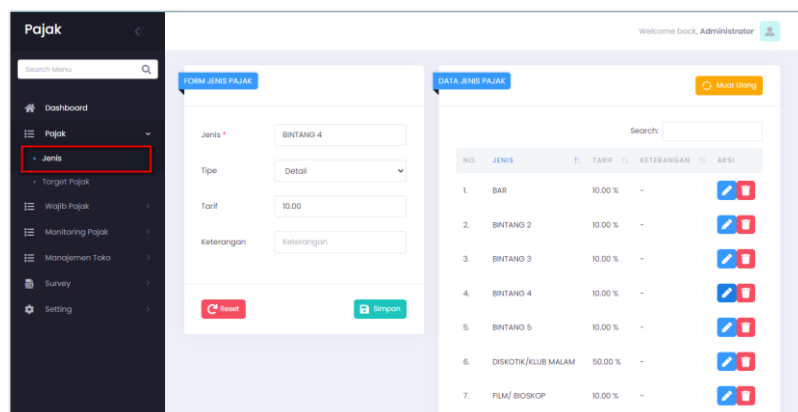 Pajak
Welcome back, Administrator
Search Menu
Dashboard
Pajak
Jenis
Target Pajak
Wajib Pajak
Monitoring Pajak
Manajemen Toko
Survey
Setting
FORM JENIS PAJAK
Jenis * BINTANG 4
Tipe Detail
Tarif 10.00
Keterangan Keterangan
Reset Simpan
DATA JENIS PAJAK
Muat Ulang
Search:
NO. JENIS TARIF KETERANGAN AKSI
1. BAR 10.00 % -
2. BINTANG 2 10.00 % -
3. BINTANG 3 10.00 % -
4. BINTANG 4 10.00 % -
5. BINTANG 5 10.00 % -
6. DISKOTIK/KLUB MALAM 50.00 % -
7. FILM/ BIOSKOP 10.00 % -